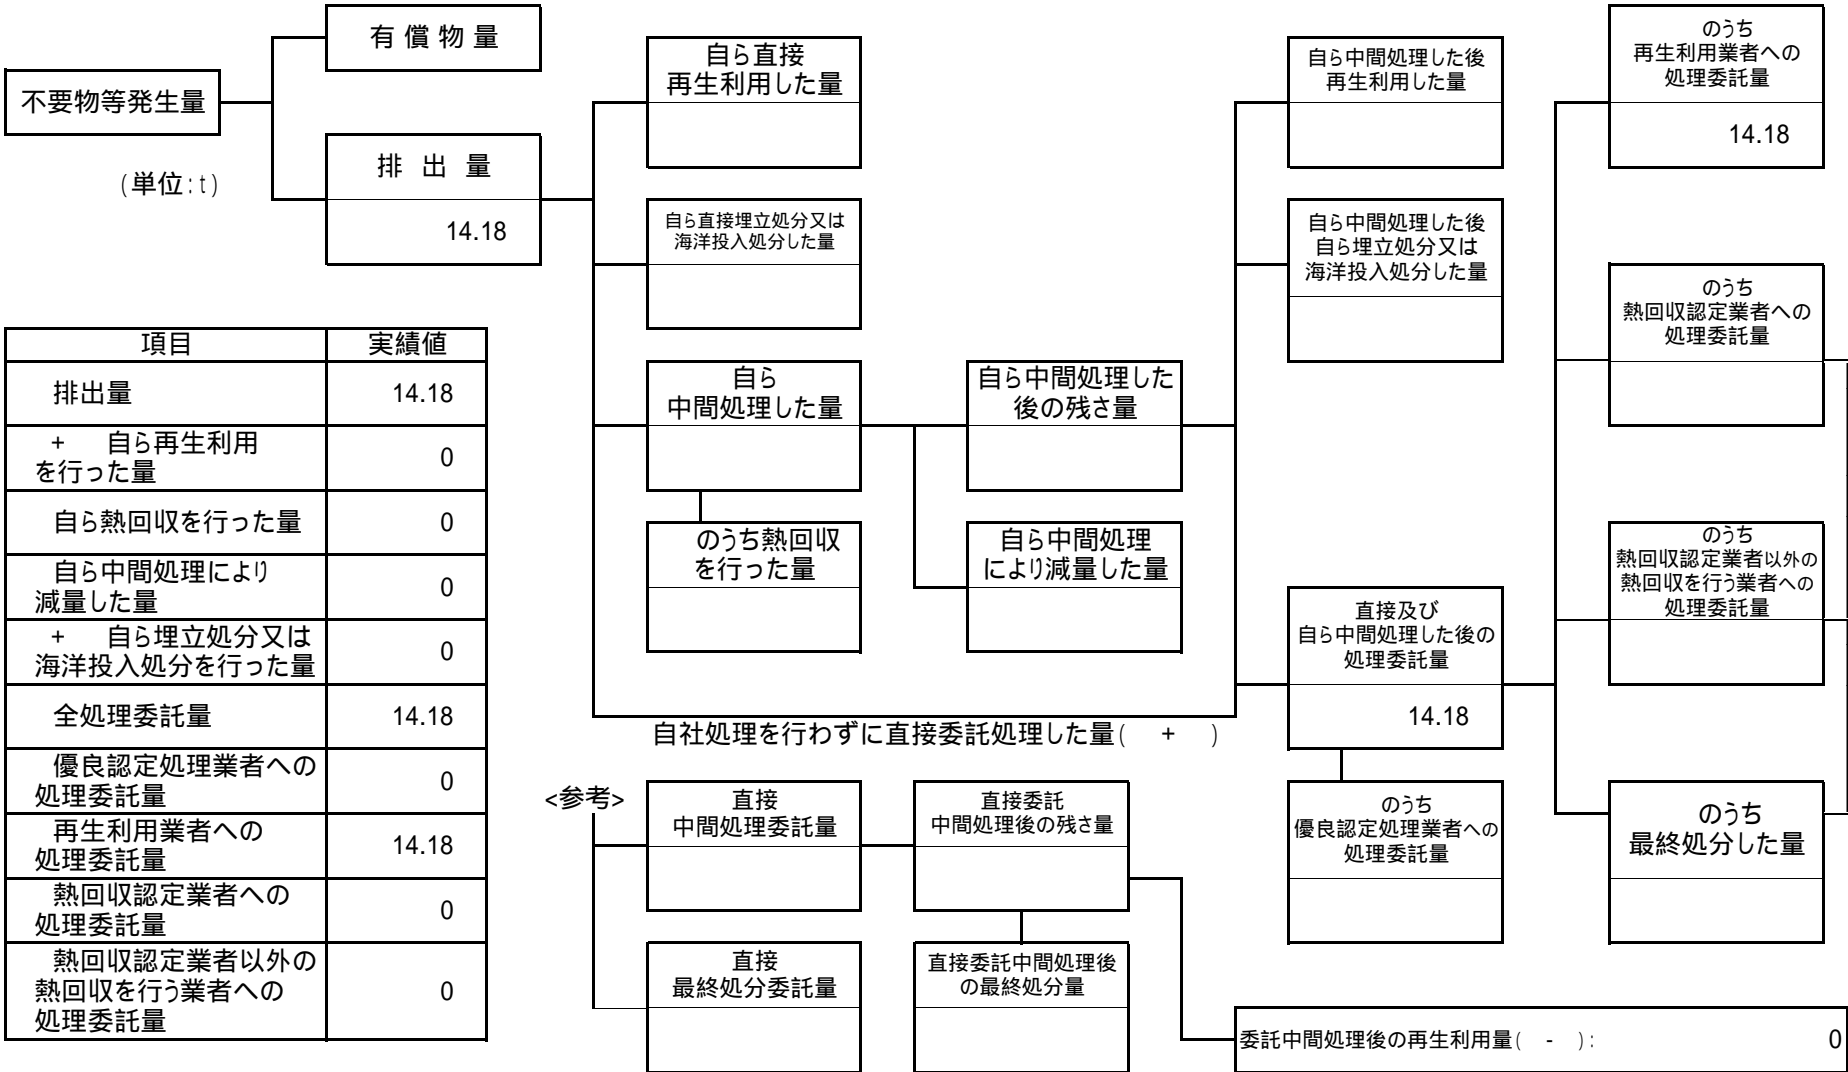 不要物等発生量
(単位:t)
有 償 物 量
排 出 量
14.18
自ら直接
再生利用した量
自ら直接埋立処分又は
海洋投入処分した量
自ら
中間処理した量
のうち熱回収
を行った量
自ら中間処理した
後の残さ量
自ら中間処理
により減量した量
自ら中間処理した後
再生利用した量
自ら中間処理した後
自ら埋立処分又は
海洋投入処分した量
直接及び
自ら中間処理した後の
処理委託量
14.18
のうち
優良認定処理業者への
処理委託量
のうち
再生利用業者への
処理委託量
14.18
のうち
熱回収認定業者への
処理委託量
のうち
熱回収認定業者以外の
熱回収を行う業者への
処理委託量
のうち
最終処分した量
自社処理を行わずに直接委託処理した量( + )
項目 実績値
排出量 14.18
+ 自ら再生利用
を行った量 0
自ら熱回収を行った量 0
自ら中間処理により
減量した量 0
+ 自ら埋立処分又は
海洋投入処分を行った量 0
全処理委託量 14.18
優良認定処理業者への
処理委託量 0
再生利用業者への
処理委託量 14.18
熱回収認定業者への
処理委託量 0
熱回収認定業者以外の
熱回収を行う業者への
処理委託量 0
<参考>
直接
中間処理委託量
直接
最終処分委託量
直接委託
中間処理後の残さ量
直接委託中間処理後
の最終処分量
委託中間処理後の再生利用量( - ): 0